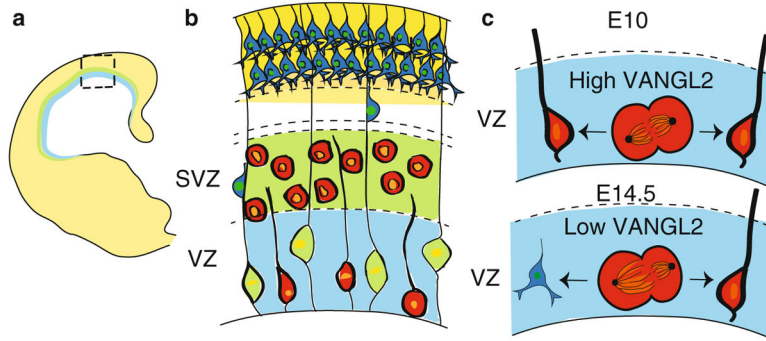 a
b
c
E10
High VANGL2
VZ
SVZ
VZ
E14.5
Low VANGL2
VZ